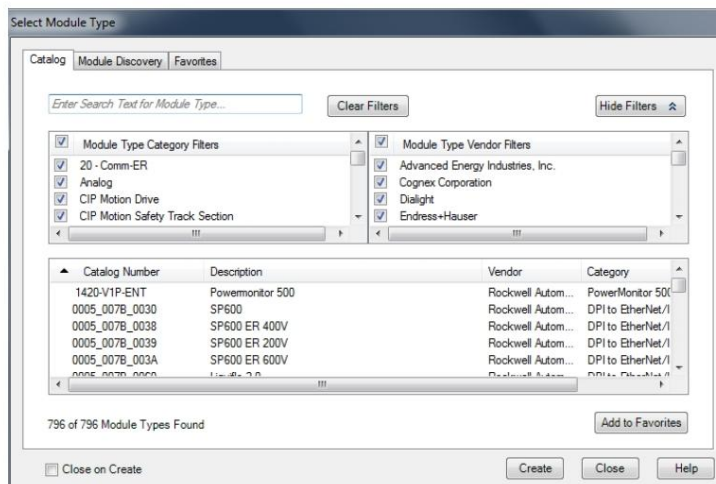 Select Module Type
Catalog Module Discovery Favorites
Enter Search Text for Module Type...
Clear Filters
Hide Filters
Module Type Category Filters
20 - Comm-ER
Analog
CIP Motion Drive
CIP Motion Safety Track Section
Module Type Vendor Filters
Advanced Energy Industries, Inc.
Cognex Corporation
Dialight
Endress+Hauser
Catalog Number Description Vendor Category
1420-V1P-ENT Powermonitor 500 Rockwell Autom... PowerMonitor 500
0005_007B_0030 SP600 Rockwell Autom... DPI to EtherNet/I
0005_007B_0038 SP600 ER 400V Rockwell Autom... DPI to EtherNet/I
0005_007B_0039 SP600 ER 200V Rockwell Autom... DPI to EtherNet/I
0005_007B_003A SP600 ER 600V Rockwell Autom... DPI to EtherNet/I
796 of 796 Module Types Found
Add to Favorites
Close on Create
Create Close Help